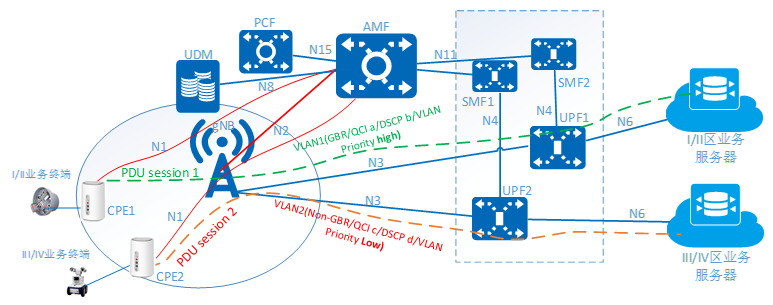 PCF
AMF
N15
N11
UDM
SMF2
SMF1
N8
gNB
N2
N4
N4
UPF1
N1
VLAN1(GBR/QCI a/DSCP b/VLAN
Priority high)
N6
I/II区业务
服务器
I/II业务终端
PDU session 1
N3
CPE1
N1
PDU session 2
N3
UPF2
VLAN2(Non-GBR/QCI c/DSCP d/VLAN
Priority Low)
N6
III/IV业务终端
CPE2
III/IV区业务
服务器